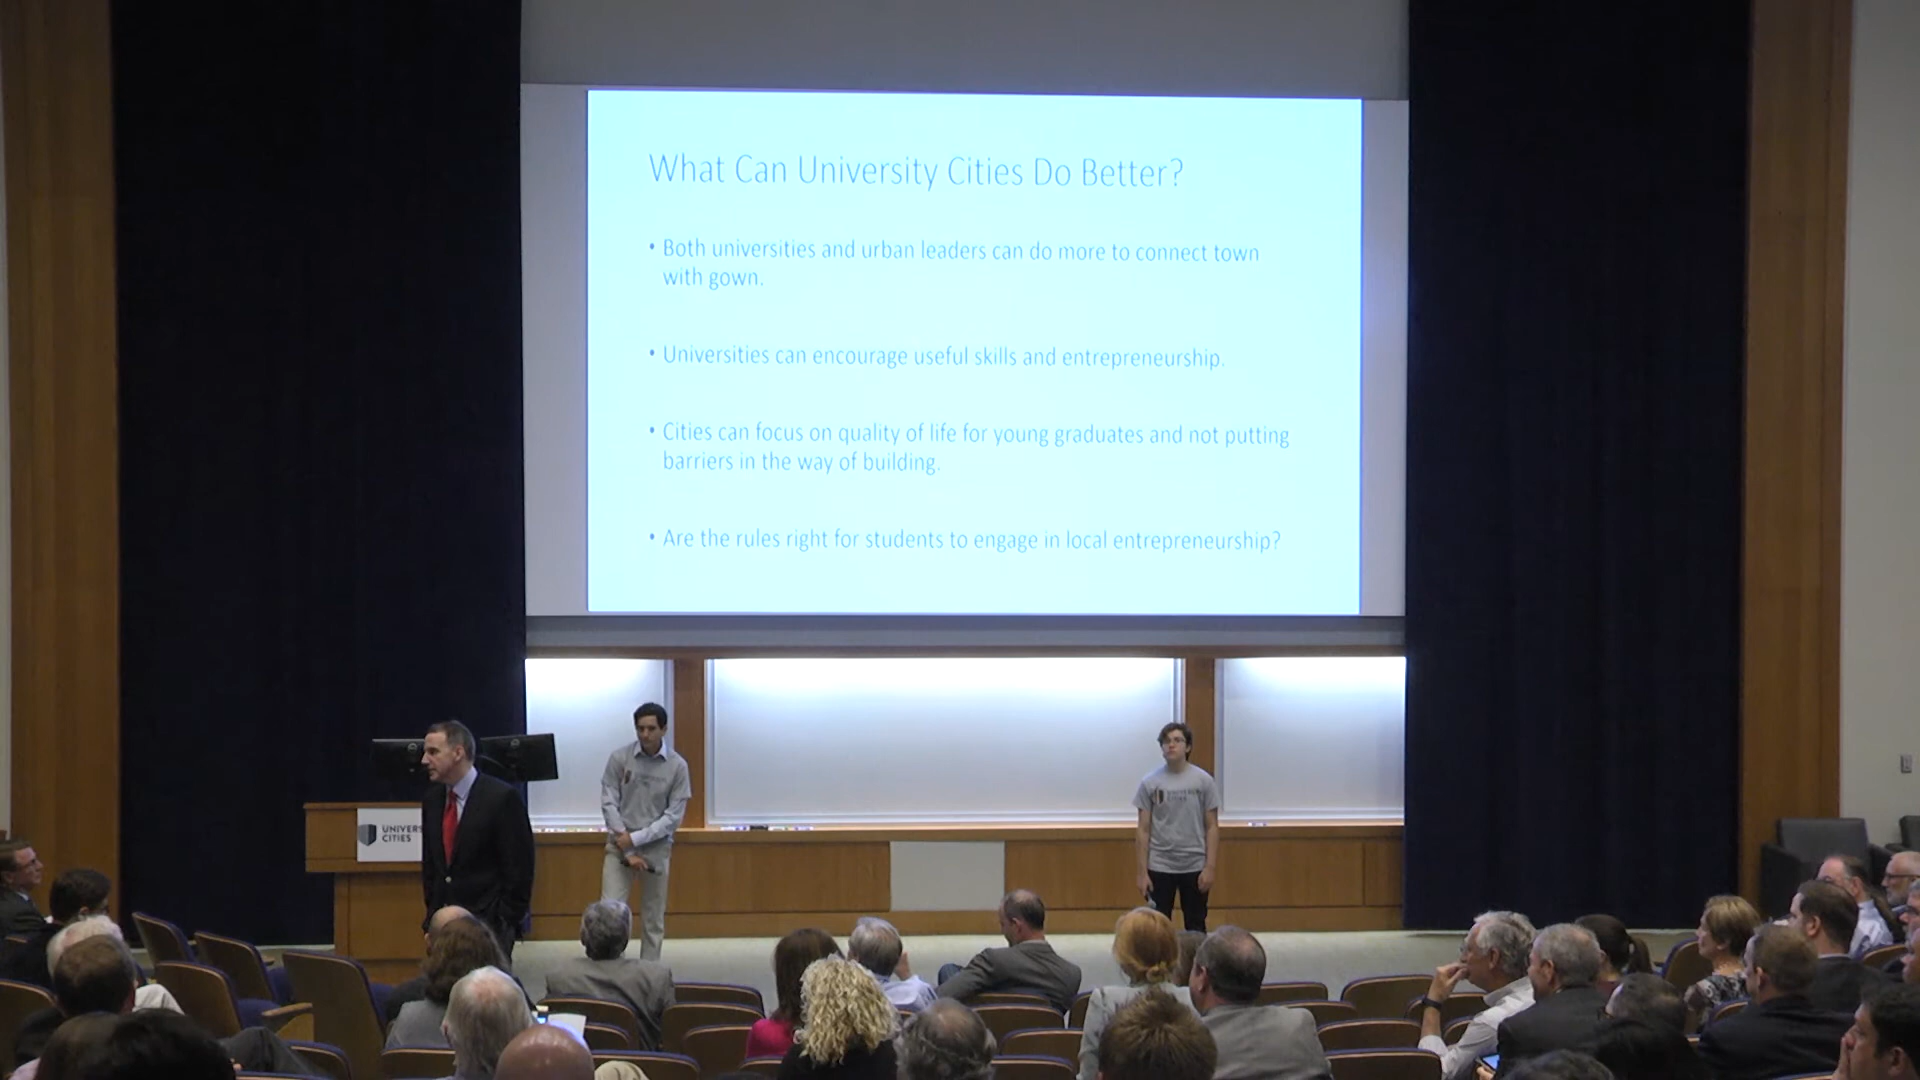 What Can University Cities Do Better?
• Both universities and urban leaders can do more to connect town
with gown.
• Universities can encourage useful skills and entrepreneurship.
• Cities can focus on quality of life for young graduates and not putting
barriers in the way of building.
• Are the rules right for students to engage in local entrepreneurship?
UNIVERS
CITIES
UNIVERSITY
CITIES